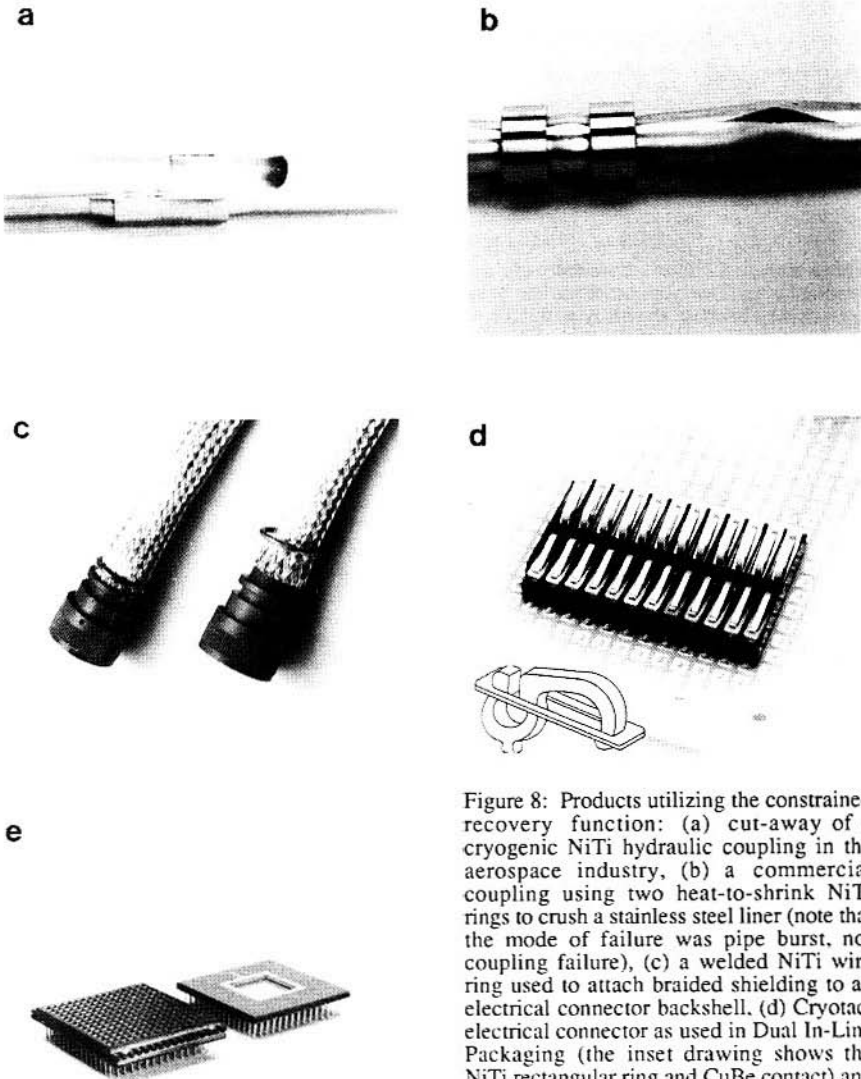 a
b
c
d
e
Figure 8: Products utilizing the constraine
recovery function: (a) cut-away of
cryogenic NiTi hydraulic coupling in th
aerospace industry, (b) a commercia
coupling using two heat-to-shrink NiT
rings to crush a stainless steel liner (note tha
the mode of failure was pipe burst, no
coupling failure), (c) a welded NiTi wir
ring used to attach braided shielding to a
electrical connector backshell, (d) Cryotac
electrical connector as used in Dual In-Lin
Packaging (the inset drawing shows th
NiTi rectangular ring and CuBe contact) an